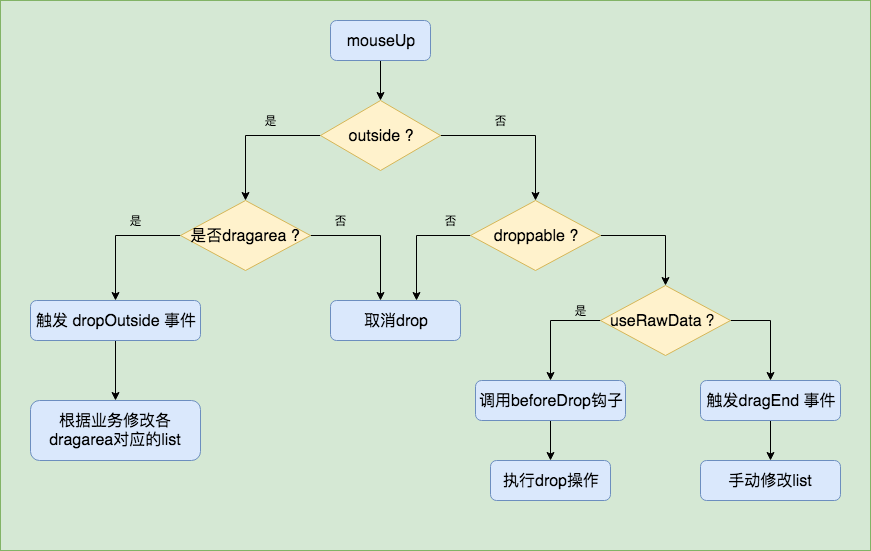 mouseUp
是
outside ?
否
是
是否dragarea ?
否
否
droppable ?
触发 dropOutside 事件
取消drop
是
useRawData ?
根据业务修改各
dragarea对应的list
调用beforeDrop钩子
触发dragEnd 事件
执行drop操作
手动修改list